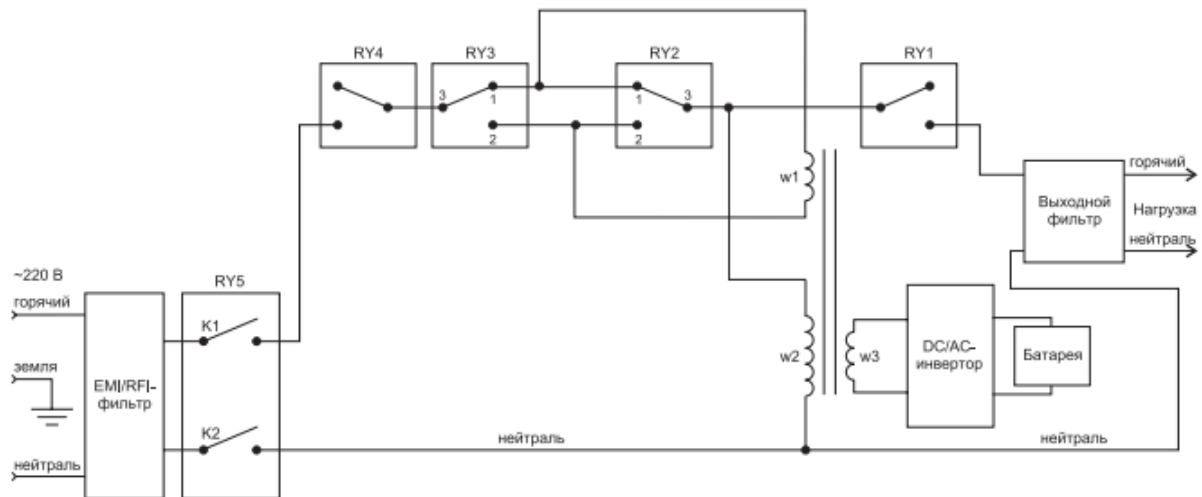 RY4
RY3
RY2
RY1
3
1
2
1
2
3
w1
горячий
Выходной
фильтр
Нагрузка
нейтраль
~220 В
горячий
RY5
K1
земля
EMI/RFI-
фильтр
K2
нейтраль
w2
w3
DC/AC-
инвертор
Батарея
нейтраль
нейтраль